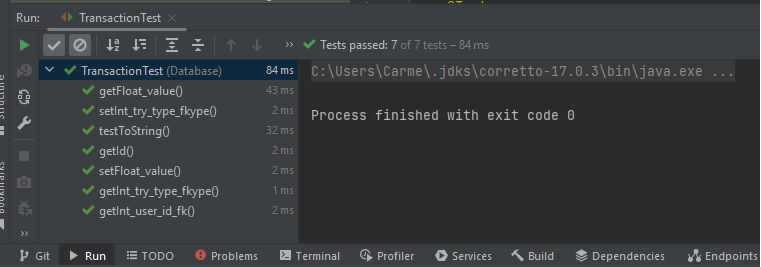 Run: TransactionTest ×
Tests passed: 7 of 7 tests – 84 ms
TransactionTest (Database) 84 ms
getFloat_value() 43 ms
setInt_try_type_fkype() 2 ms
testToString() 32 ms
getId() 2 ms
setFloat_value() 2 ms
getInt_try_type_fkype() 1 ms
getInt_user_id_fk() 2 ms
C:\Users\Carme\.jdks\corretto-17.0.3\bin\java.exe ...
Process finished with exit code 0
Structure
Bookmarks
Git Run TODO Problems Terminal Profiler Services Build Dependencies Endpoints